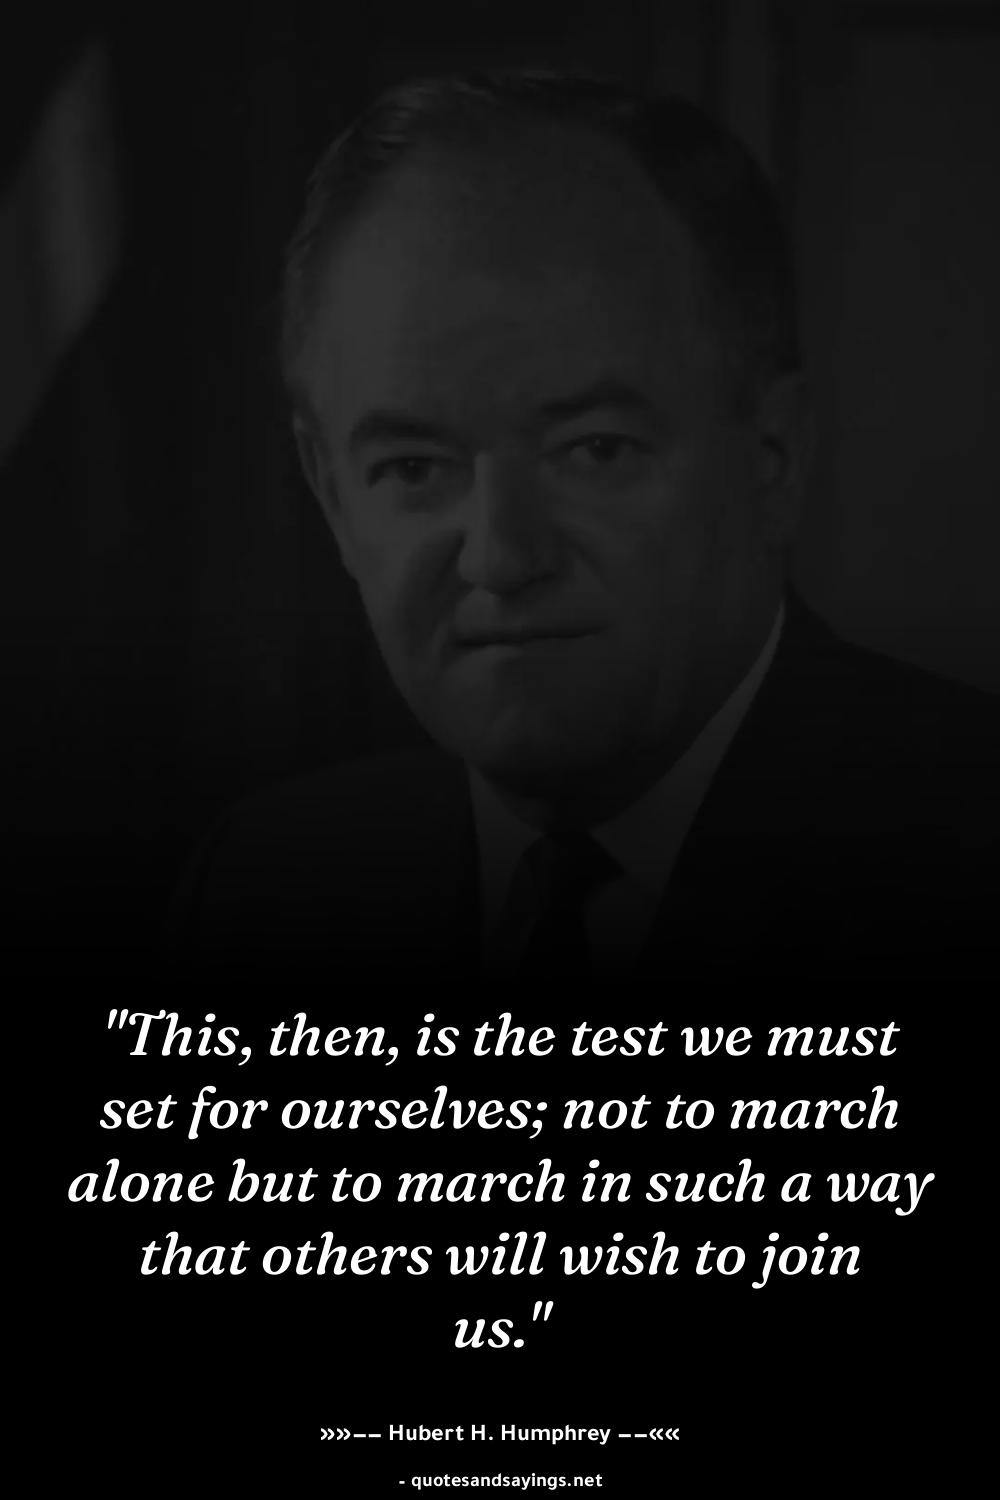 "This, then, is the test we must
set for ourselves; not to march
alone but to march in such a way
that others will wish to join
us."
»»−− Hubert H. Humphrey −−««
- quotesandsayings.net